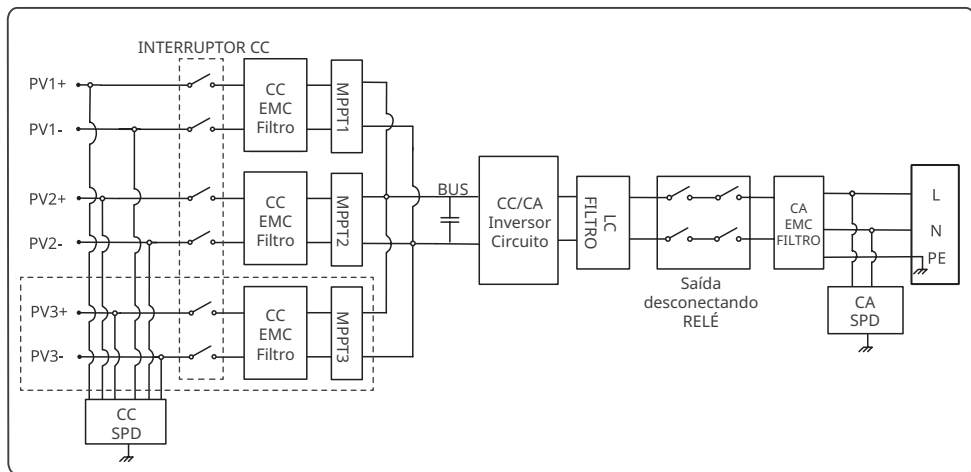 INTERRUPTOR CC
PV1+
PV1-
CC
EMC
Filtro
MPPT1
PV2+
PV2-
CC
EMC
Filtro
MPPT2
BUS
CC/CA
Inversor
Circuito
LC
FILTRO
CA
EMC
FILTRO
L
N
PE
Saída
desconectando
RELÉ
CA
SPD
PV3+
PV3-
CC
EMC
Filtro
MPPT3
CC
SPD